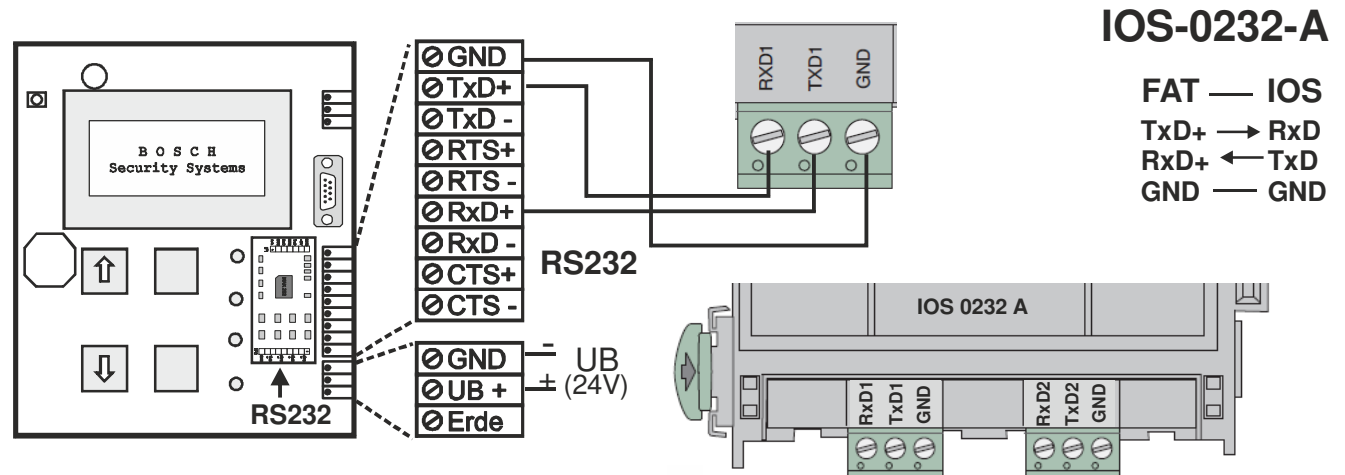 IOS-0232-A
FAT — IOS
TxD+ → RxD
RxD+ ← TxD
GND — GND
B O S C H
Security Systems
RS232
GND
TxD+
TxD -
RTS+
RTS -
RxD+
RxD -
CTS+
CTS -
RS232
GND
UB +
Erde
- UB
+ (24V)
RXD1 TXD1 GND
IOS 0232 A
RxD1 TxD1 GND RxD2 TxD2 GND